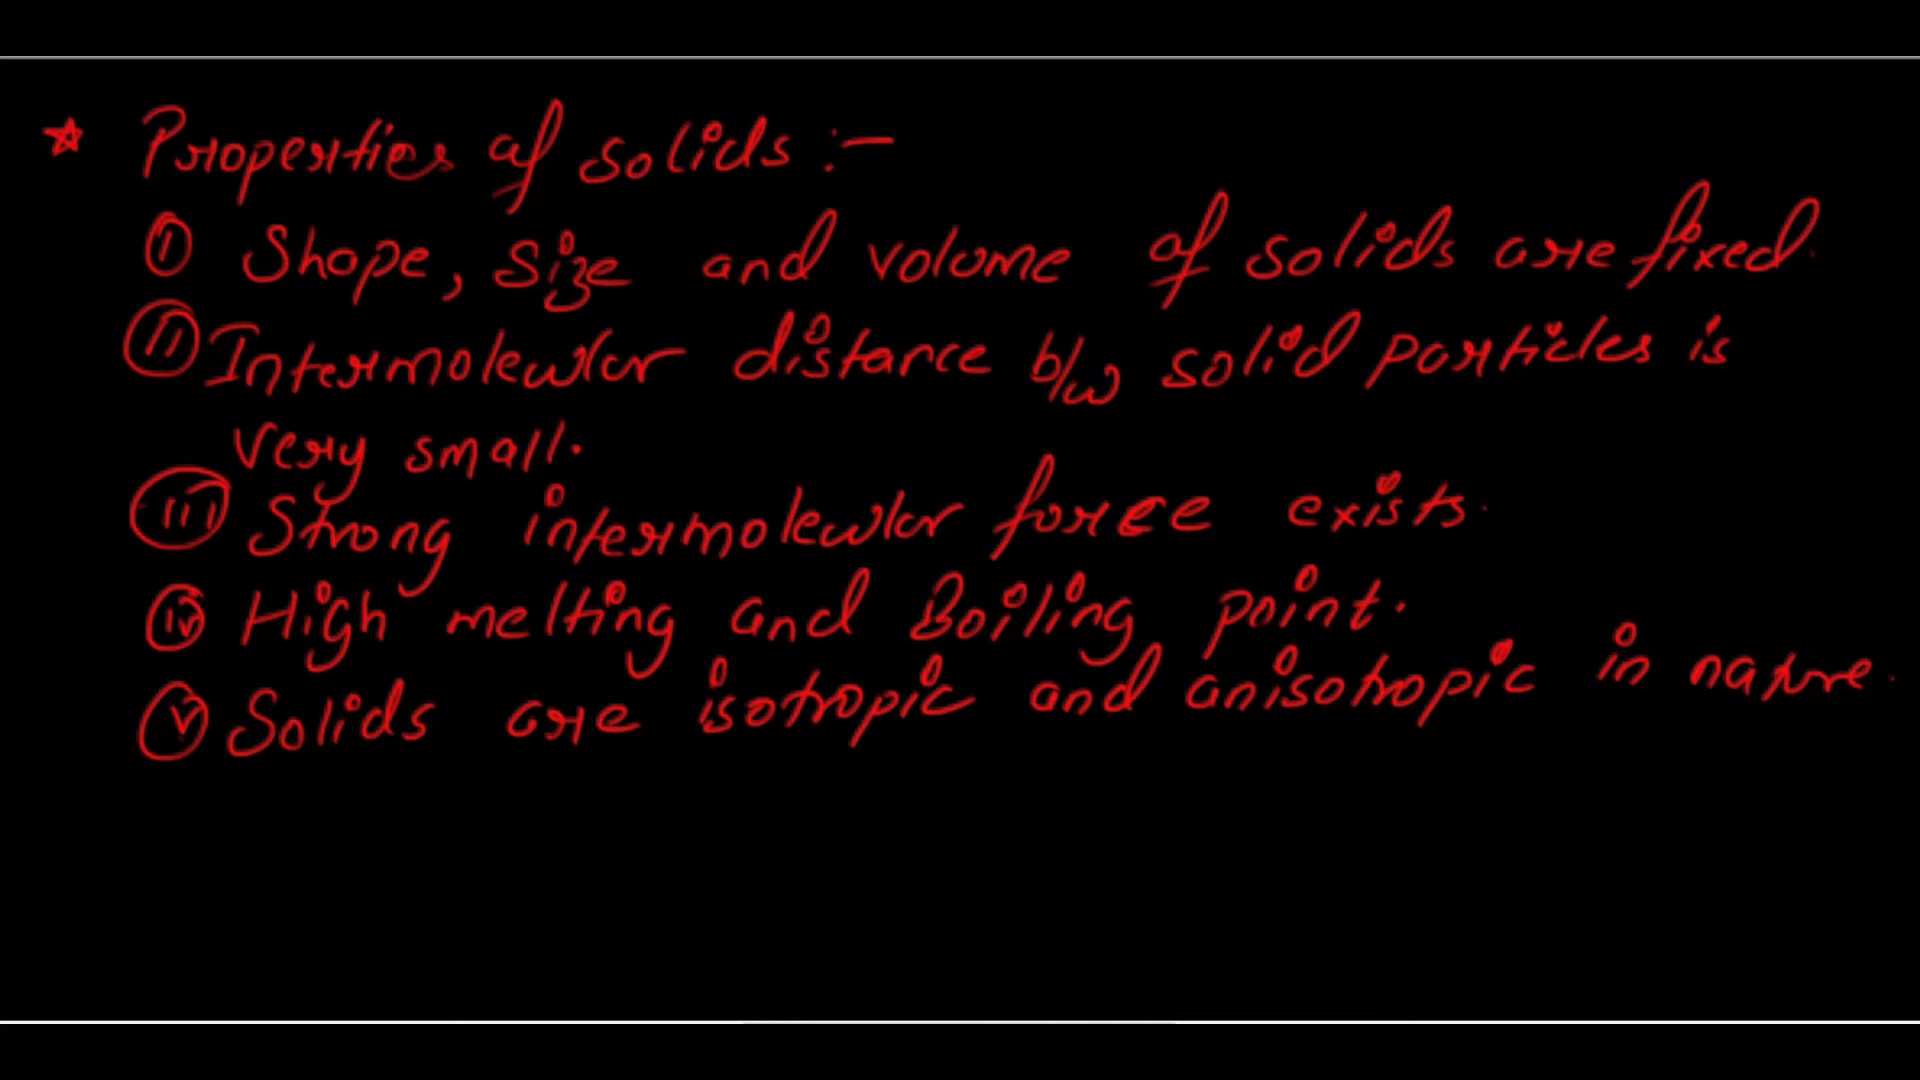 ☆ Properties of solids :-
(i) Shape, size and volume of solids are fixed.
(ii) Intermolecular distance b/w solid particles is
very small.
(iii) Strong intermolecular force exists.
(iv) High melting and Boiling point.
(v) Solids are isotropic and anisotropic in nature.